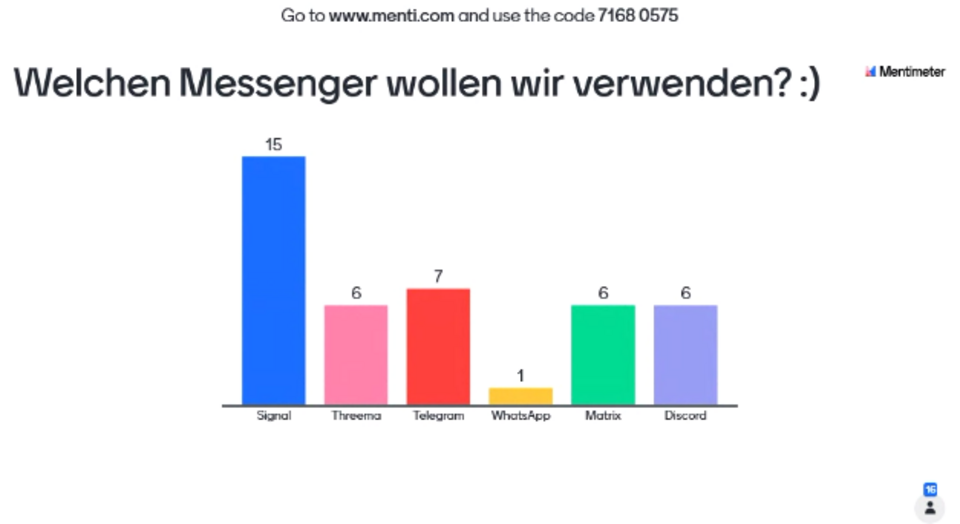 Go to www.menti.com and use the code 7168 0575
Welchen Messenger wollen wir verwenden? :)
Mentimeter
15
6
7
1
6
6
Signal
Threema
Telegram
WhatsApp
Matrix
Discord
16